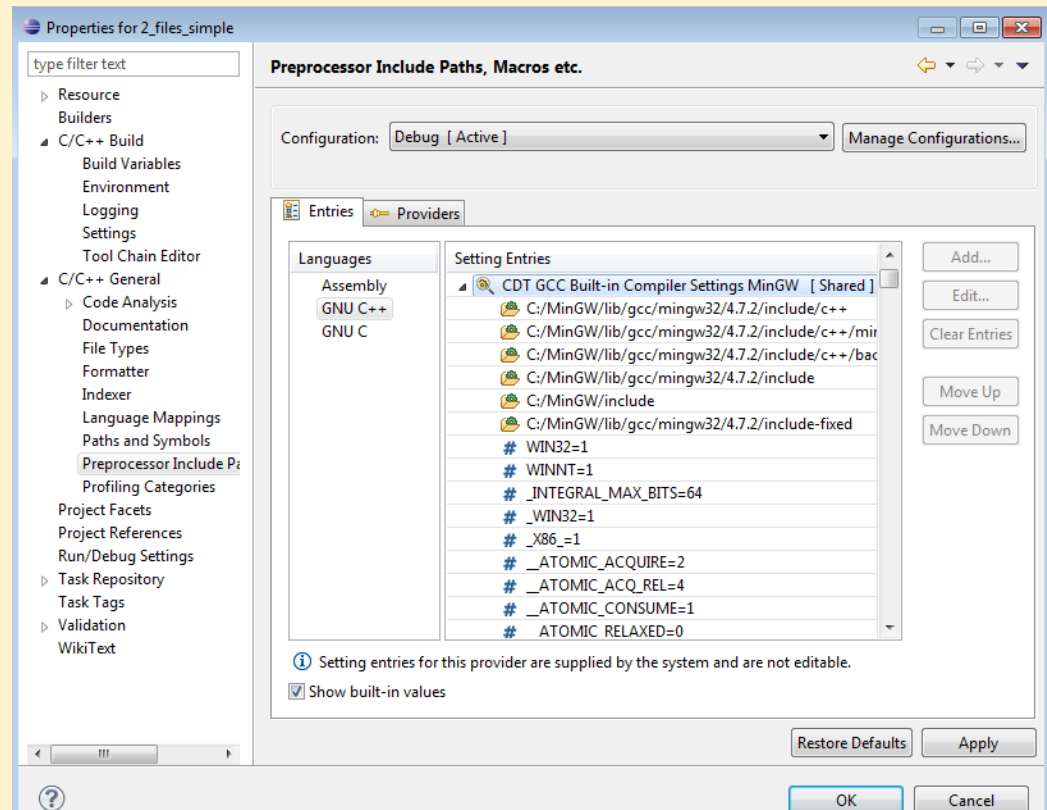 Properties for 2_files_simple
type filter text
Resource
Builders
C/C++ Build
Build Variables
Environment
Logging
Settings
Tool Chain Editor
C/C++ General
Code Analysis
Documentation
File Types
Formatter
Indexer
Language Mappings
Paths and Symbols
Preprocessor Include Pa
Profiling Categories
Project Facets
Project References
Run/Debug Settings
Task Repository
Task Tags
Validation
WikiText
Preprocessor Include Paths, Macros etc.
Configuration: Debug [ Active ] Manage Configurations...
Entries Providers
Languages
Assembly
GNU C++
GNU C
Setting Entries
CDT GCC Built-in Compiler Settings MinGW [ Shared ]
C:/MinGW/lib/gcc/mingw32/4.7.2/include/c++
C:/MinGW/lib/gcc/mingw32/4.7.2/include/c++/mir
C:/MinGW/lib/gcc/mingw32/4.7.2/include/c++/bac
C:/MinGW/lib/gcc/mingw32/4.7.2/include
C:/MinGW/include
C:/MinGW/lib/gcc/mingw32/4.7.2/include-fixed
# WIN32=1
# WINNT=1
# _INTEGRAL_MAX_BITS=64
# _WIN32=1
# _X86_=1
# __ATOMIC_ACQUIRE=2
# __ATOMIC_ACQ_REL=4
# __ATOMIC_CONSUME=1
# __ATOMIC_RELAXED=0
Add...
Edit...
Clear Entries
Move Up
Move Down
Setting entries for this provider are supplied by the system and are not editable.
Show built-in values
Restore Defaults Apply
OK Cancel